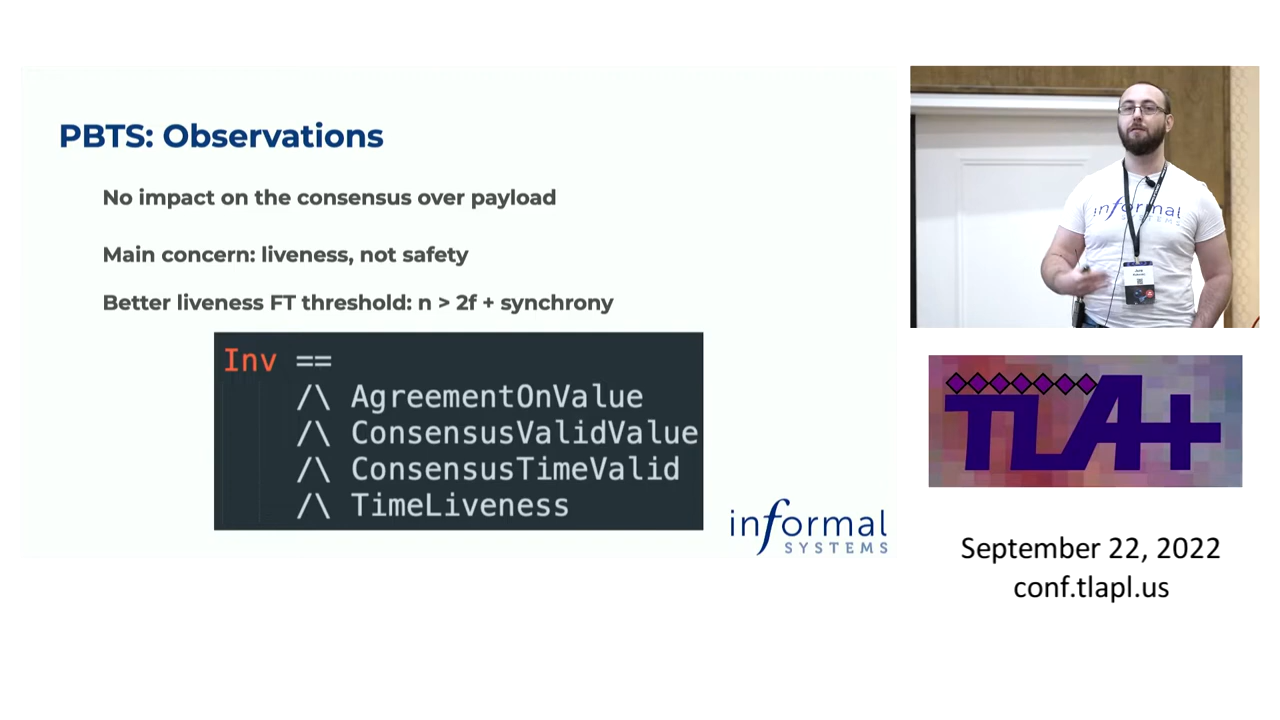 PBTS: Observations
No impact on the consensus over payload
Main concern: liveness, not safety
Better liveness FT threshold: n > 2f + synchrony
Inv ==
/\ AgreementOnValue
/\ ConsensusValidValue
/\ ConsensusTimeValid
/\ TimeLiveness
informal
SYSTEMS
informal
SYSTEMS
TLA+
September 22, 2022
conf.tlapl.us